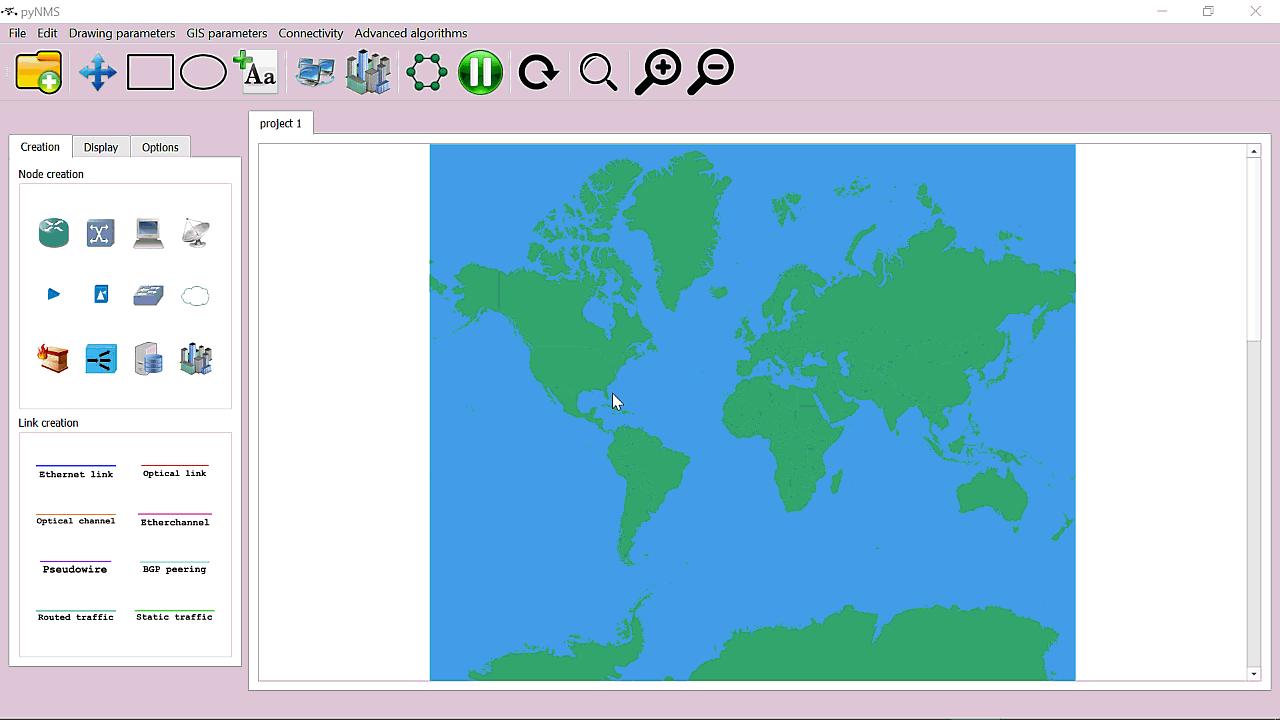 pyNMS
File Edit Drawing parameters GIS parameters Connectivity Advanced algorithms
Aa
project 1
Creation Display Options
Node creation
Link creation
Ethernet link Optical link
Optical channel Etherchannel
Pseudowire BGP peering
Routed traffic Static traffic